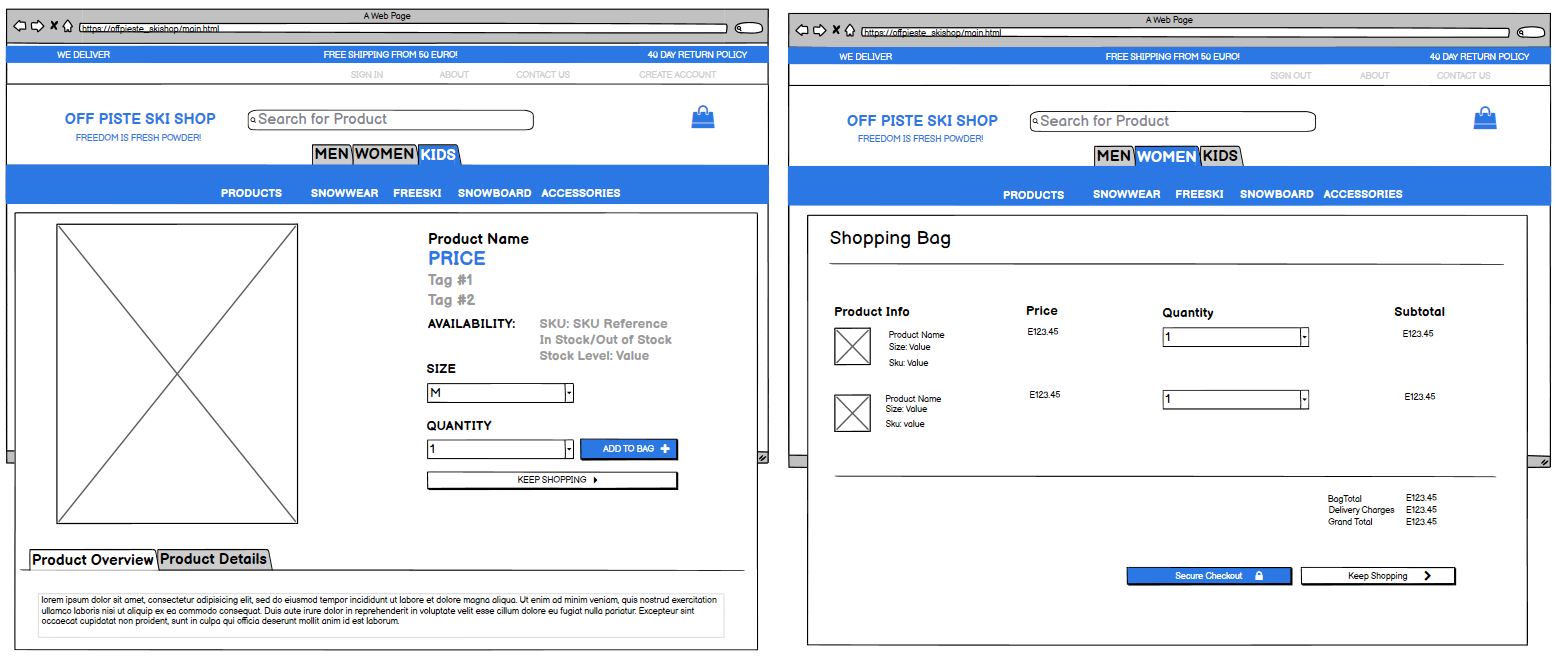 A Web Page
https://offpieste_skishop/main.html
WE DELIVER FREE SHIPPING FROM 50 EURO! 40 DAY RETURN POLICY
SIGN IN ABOUT CONTACT US CREATE ACCOUNT
OFF PISTE SKI SHOP
FREEDOM IS FRESH POWDER!
Search for Product
MEN WOMEN KIDS
PRODUCTS SNOWWEAR FREESKI SNOWBOARD ACCESSORIES
Product Name
PRICE
Tag #1
Tag #2
AVAILABILITY: SKU: SKU Reference
In Stock/Out of Stock
Stock Level: Value
SIZE
M
QUANTITY
1 ADD TO BAG
KEEP SHOPPING
Product Overview Product Details
lorem ipsum dolor sit amet, consectetur adipisicing elit, sed do eiusmod tempor incididunt ut labore et dolore magna aliqua. Ut enim ad minim veniam, quis nostrud exercitation
ullamco laboris nisi ut aliquip ex ea commodo consequat. Duis aute irure dolor in reprehenderit in voluptate velit esse cillum dolore eu fugiat nulla pariatur. Excepteur sint
occaecat cupidatat non proident, sunt in culpa qui officia deserunt mollit anim id est laborum.
A Web Page
https://offpieste_skishop/main.html
WE DELIVER FREE SHIPPING FROM 50 EURO! 40 DAY RETURN POLICY
SIGN OUT ABOUT CONTACT US
OFF PISTE SKI SHOP
FREEDOM IS FRESH POWDER!
Search for Product
MEN WOMEN KIDS
PRODUCTS SNOWWEAR FREESKI SNOWBOARD ACCESSORIES
Shopping Bag
Product Info Price Quantity Subtotal
Product Name E123.45 1 E123.45
Size: Value
Sku: Value
Product Name E123.45 1 E123.45
Size: Value
Sku: value
BagTotal E123.45
Delivery Charges E123.45
Grand Total E123.45
Secure Checkout Keep Shopping